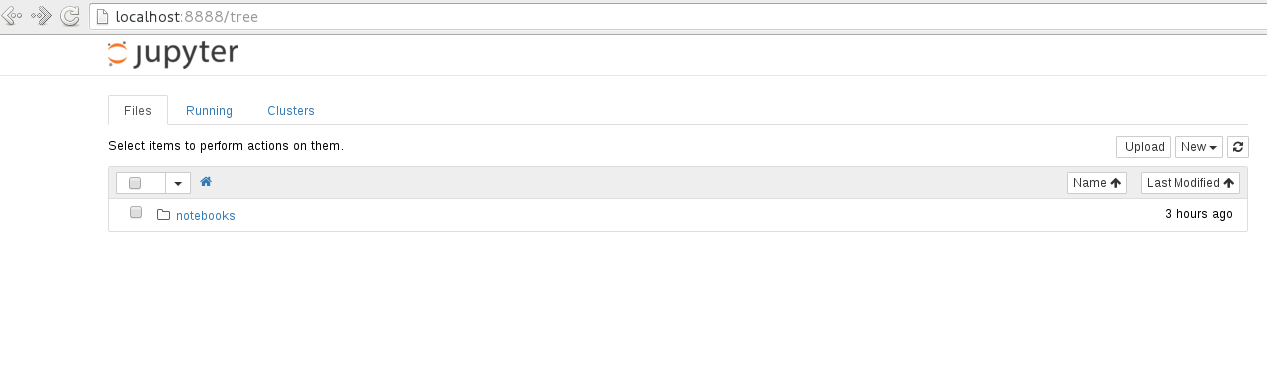 localhost:8888/tree
jupyter
Files Running Clusters
Select items to perform actions on them. Upload New
Name Last Modified
notebooks 3 hours ago